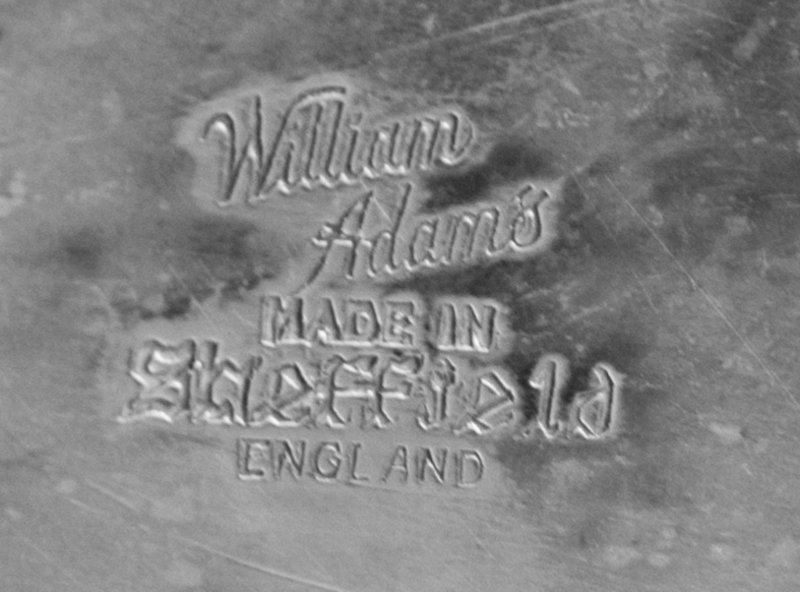 William
Adams
MADE IN
Sheffield
ENGLAND